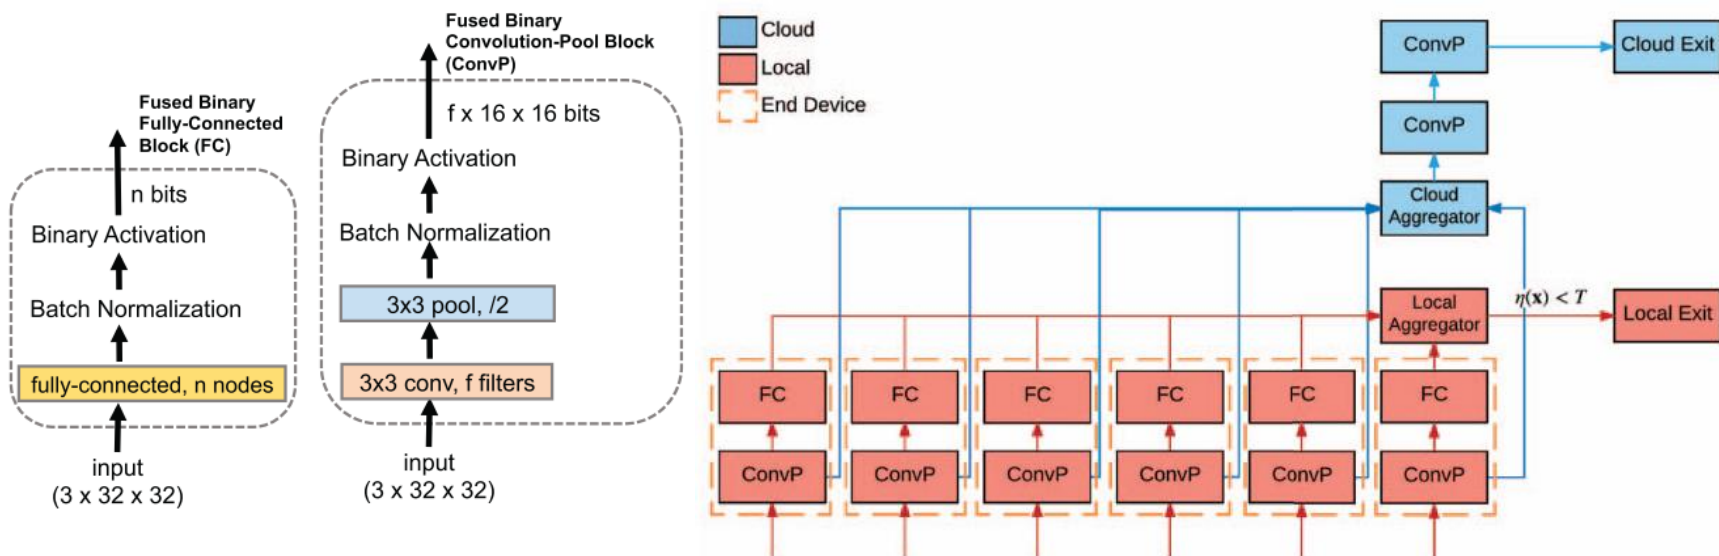 Fused Binary
Fully-Connected
Block (FC)
n bits
Binary Activation
Batch Normalization
fully-connected, n nodes
input
(3 x 32 x 32)
Fused Binary
Convolution-Pool Block
(ConvP)
f x 16 x 16 bits
Binary Activation
Batch Normalization
3x3 pool, /2
3x3 conv, f filters
input
(3 x 32 x 32)
Cloud
Local
End Device
ConvP
Cloud Exit
ConvP
Cloud
Aggregator
Local
Aggregator
η(x) < T
Local Exit
FC
FC
FC
FC
FC
FC
ConvP
ConvP
ConvP
ConvP
ConvP
ConvP